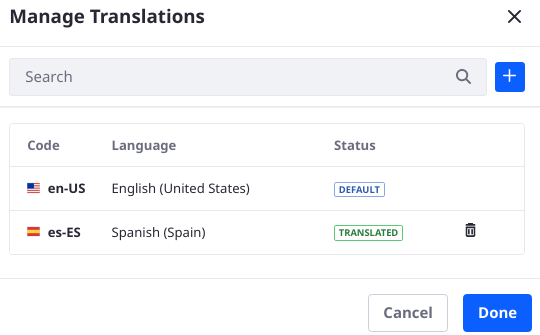 Manage Translations
Search
Code Language Status
en-US English (United States) DEFAULT
es-ES Spanish (Spain) TRANSLATED
Cancel Done